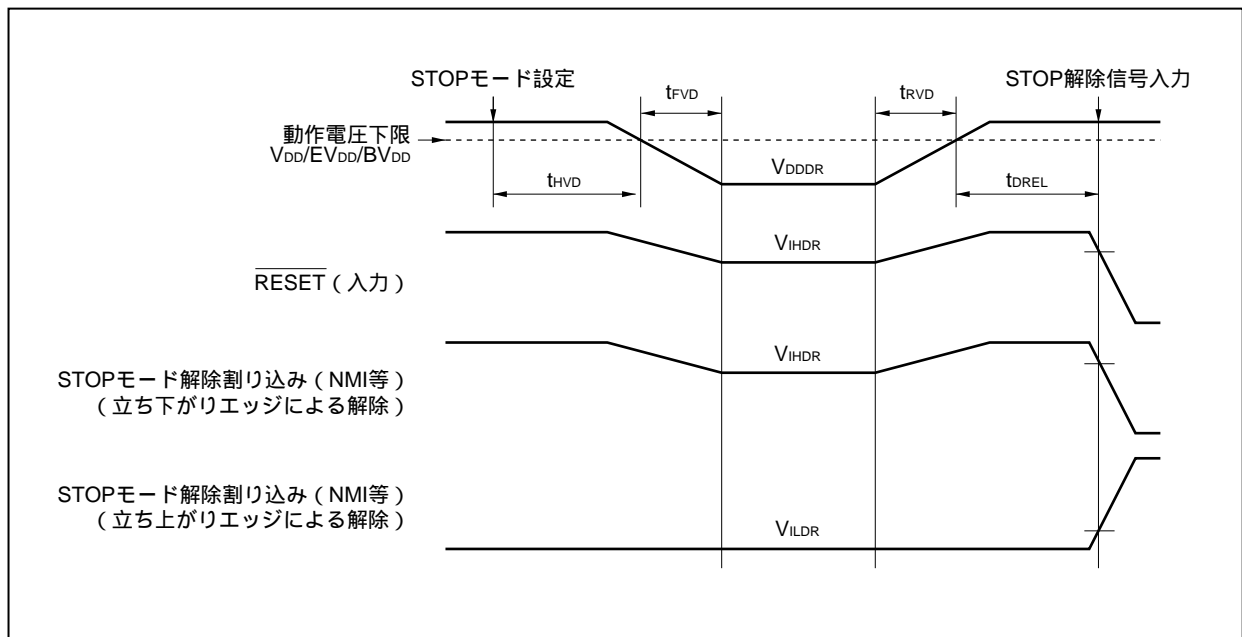 STOPモード設定
STOP解除信号入力
tFVD
tRVD
動作電圧下限
VDD/EVDD/BVDD
VDDDR
tHVD
tDREL
VIHDR
RESET（入力）
VIHDR
STOPモード解除割り込み（NMI等）
（立ち下がりエッジによる解除）
STOPモード解除割り込み（NMI等）
（立ち上がりエッジによる解除）
VILDR